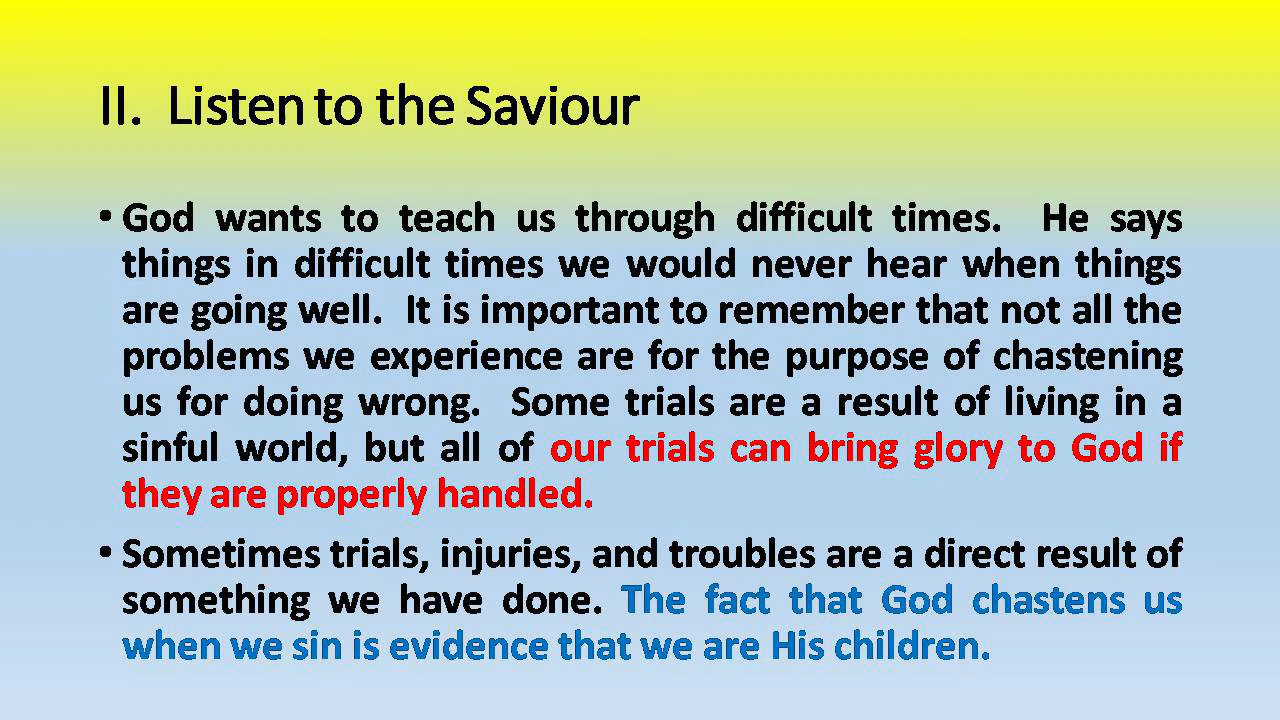 II. Listen to the Saviour
• God wants to teach us through difficult times. He says
things in difficult times we would never hear when things
are going well. It is important to remember that not all the
problems we experience are for the purpose of chastening
us for doing wrong. Some trials are a result of living in a
sinful world, but all of our trials can bring glory to God if
they are properly handled.
• Sometimes trials, injuries, and troubles are a direct result of
something we have done. The fact that God chastens us
when we sin is evidence that we are His children.